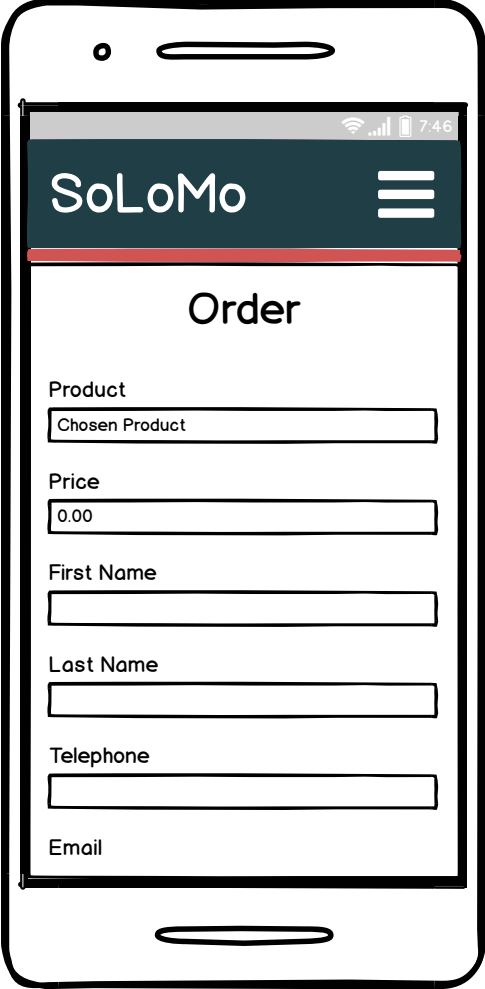 7:46
SoLoMo
Order
Product
Chosen Product
Price
0.00
First Name
Last Name
Telephone
Email